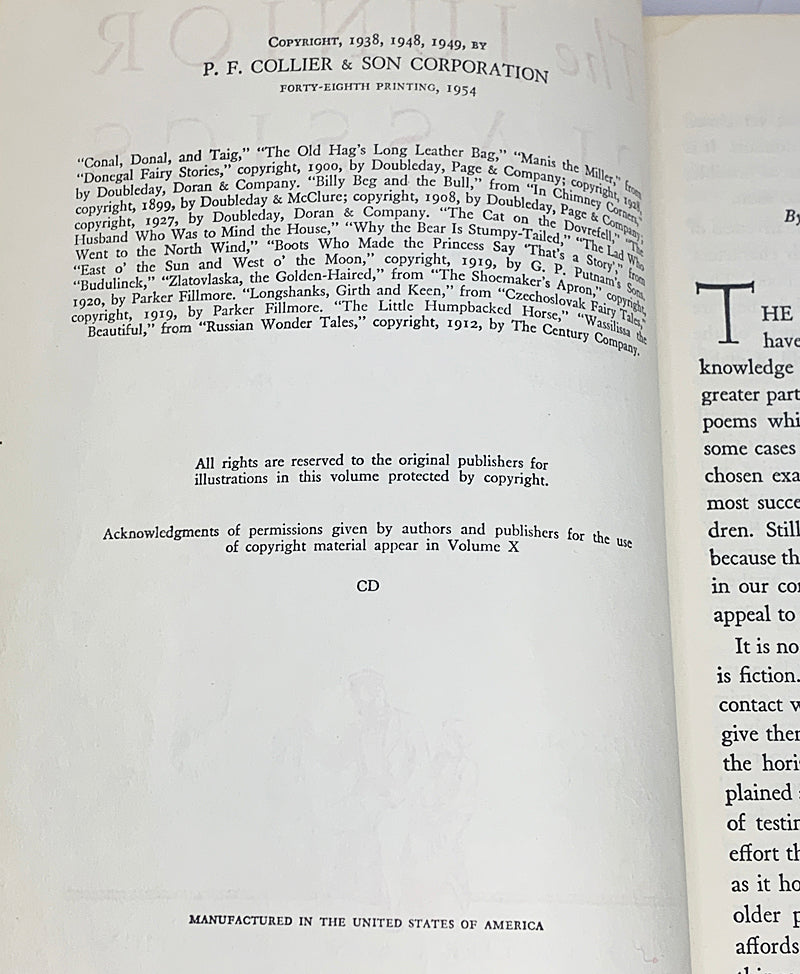 COPYRIGHT, 1938, 1948, 1949, BY
P. F. COLLIER & SON CORPORATION
FORTY-EIGHTH PRINTING, 1954
"Conal, Donal, and Taig," "The Old Hag's Long Leather Bag," "Manis the Miller," from
"Donegal Fairy Stories," copyright, 1900, by Doubleday, Page & Company; copyright, 1928,
by Doubleday, Doran & Company. "Billy Beg and the Bull," from "In Chimney Corners,"
copyright, 1899, by Doubleday & McClure; copyright, 1908, by Doubleday, Page & Company;
copyright, 1927, by Doubleday, Doran & Company. "The Cat on the Dovrefell," "The
Husband Who Was to Mind the House," "Why the Bear Is Stumpy-Tailed," "The Lad Who
Went to the North Wind," "Boots Who Made the Princess Say 'That's a Story'," from
"East o' the Sun and West o' the Moon," copyright, 1919, by G. P. Putnam's Sons.
"Budulinek," "Zlatovlaska, the Golden-Haired," from "The Shoemaker's Apron," copyright,
1920, by Parker Fillmore. "Longshanks, Girth and Keen," from "Czechoslovak Fairy Tales,"
copyright, 1919, by Parker Fillmore. "The Little Humpbacked Horse," "Wassilissa the
Beautiful," from "Russian Wonder Tales," copyright, 1912, by The Century Company.
All rights are reserved to the original publishers for
illustrations in this volume protected by copyright.
Acknowledgments of permissions given by authors and publishers for the use
of copyright material appear in Volume X
CD
MANUFACTURED IN THE UNITED STATES OF AMERICA
By
THE
have
knowledge
greater part
poems whi
some cases
chosen exa
most succe
dren. Still
because th
in our co
appeal to
It is no
is fiction.
contact w
give then
the hori
plained
of testin
effort th
as it ho
older p
affords